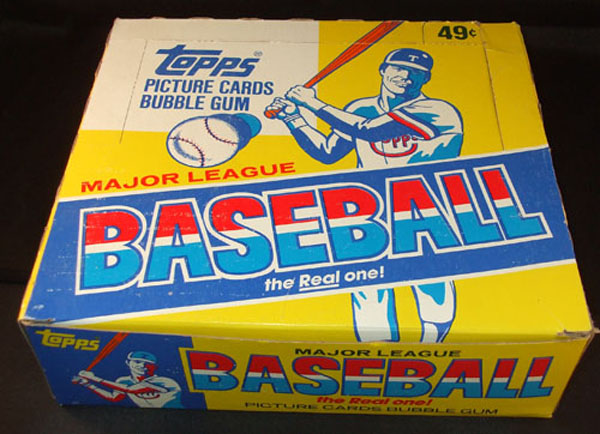 49¢
Topps®
PICTURE CARDS
BUBBLE GUM
T
Topps
MAJOR LEAGUE
BASEBALL
the Real one!
Topps
MAJOR LEAGUE
BASEBALL
the Real one!
PICTURE CARDS BUBBLE GUM